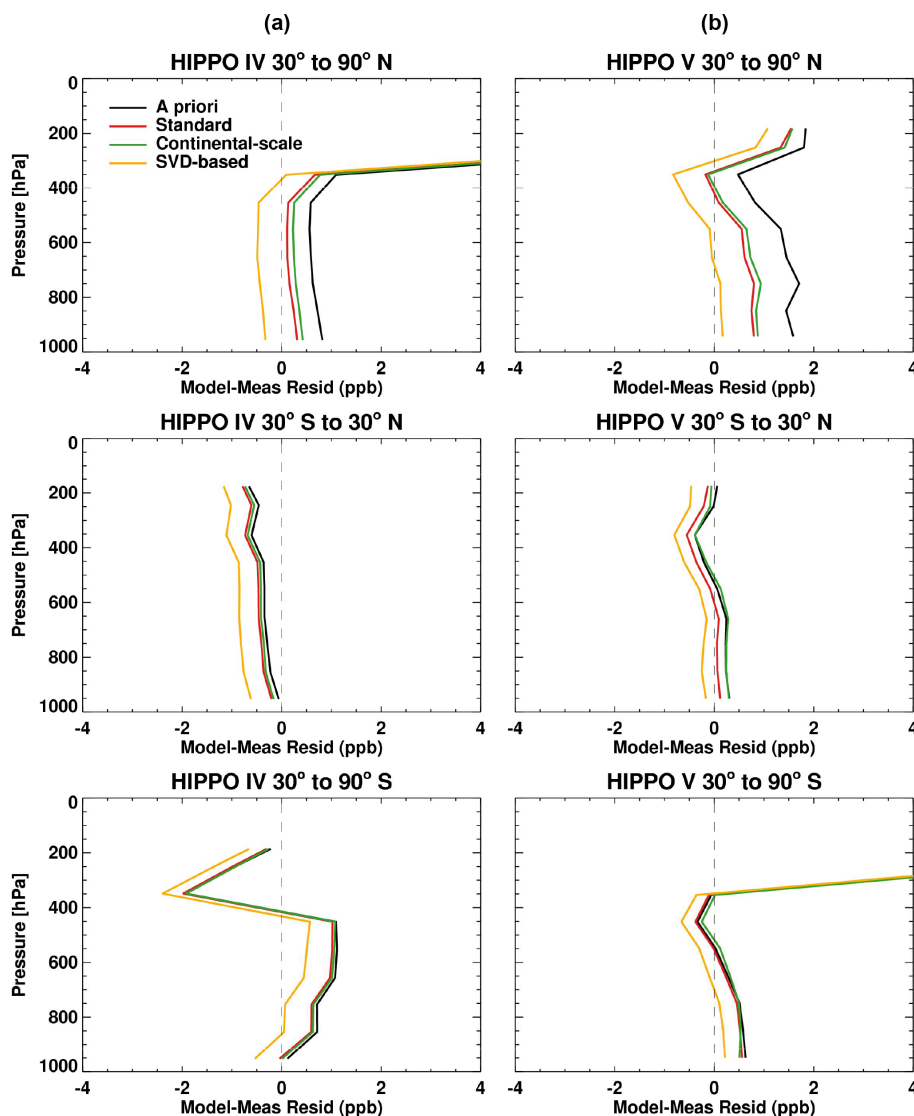 (a)
(b)
HIPPO IV 30° to 90° N
HIPPO V 30° to 90° N
A priori
Standard
Continental-scale
SVD-based
0
200
400
600
800
1000
Pressure [hPa]
-4 -2 0 2 4
Model-Meas Resid (ppb)
-4 -2 0 2 4
Model-Meas Resid (ppb)
HIPPO IV 30° S to 30° N
HIPPO V 30° S to 30° N
0
200
400
600
800
1000
Pressure [hPa]
-4 -2 0 2 4
Model-Meas Resid (ppb)
-4 -2 0 2 4
Model-Meas Resid (ppb)
HIPPO IV 30° to 90° S
HIPPO V 30° to 90° S
0
200
400
600
800
1000
Pressure [hPa]
-4 -2 0 2 4
Model-Meas Resid (ppb)
-4 -2 0 2 4
Model-Meas Resid (ppb)